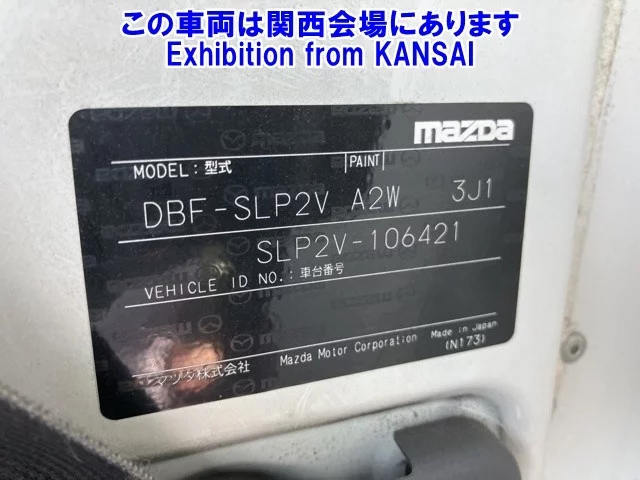 この車両は関西会場にあります
Exhibition from KANSAI
mazda
MODEL: 型式 PAINT
DBF-SLP2V A2W 3J1
SLP2V-106421
VEHICLE ID NO.: 車台番号
マツダ株式会社 Mazda Motor Corporation Made in Japan
(N173)